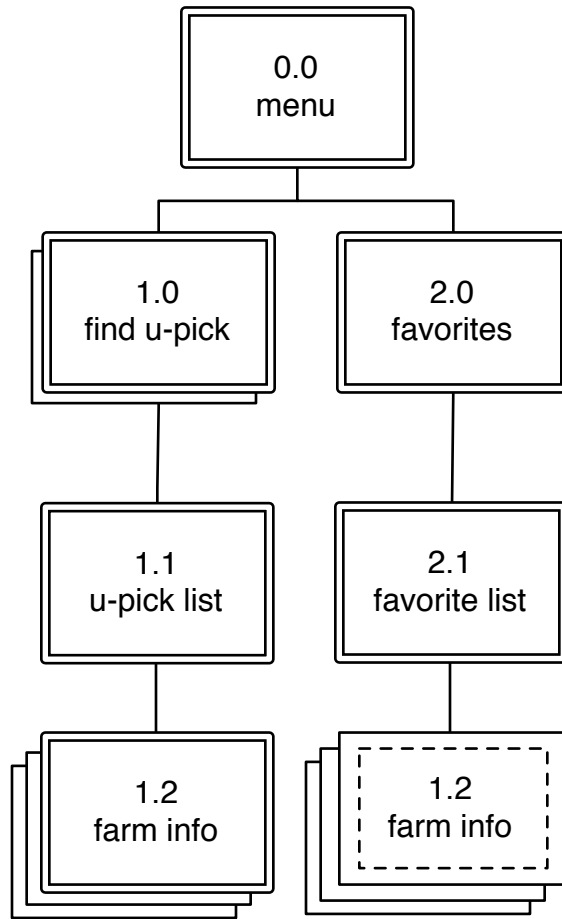 0.0
menu
1.0
find u-pick
2.0
favorites
1.1
u-pick list
2.1
favorite list
1.2
farm info
1.2
farm info